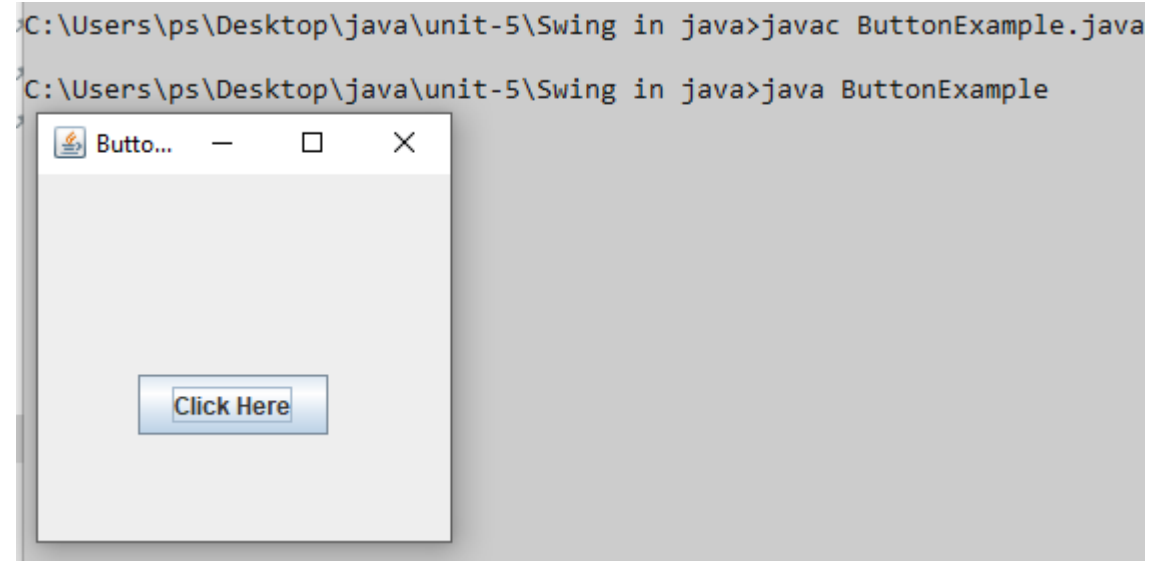 C:\Users\ps\Desktop\java\unit-5\Swing in java>javac ButtonExample.java
C:\Users\ps\Desktop\java\unit-5\Swing in java>java ButtonExample
Butto...
Click Here